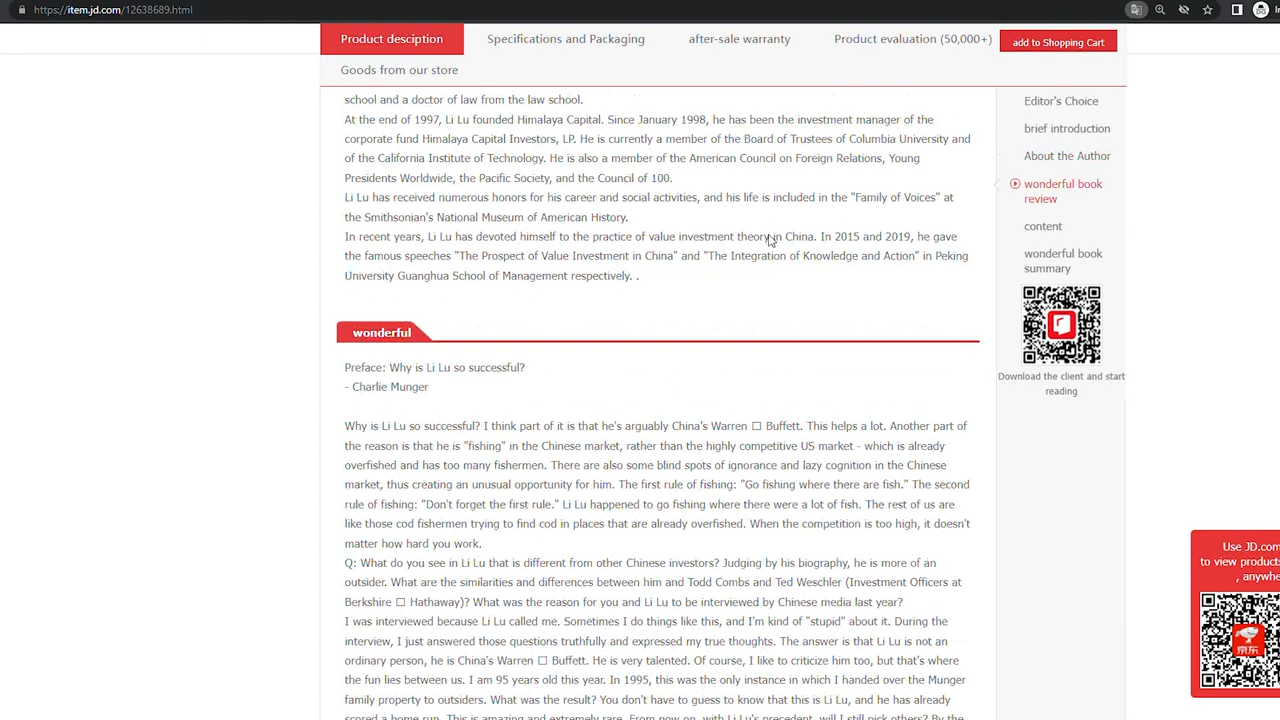 https://item.jd.com/12638689.html
Product desciption
Specifications and Packaging
after-sale warranty
Product evaluation (50,000+)
add to Shopping Cart
Goods from our store
school and a doctor of law from the law school.
At the end of 1997, Li Lu founded Himalaya Capital. Since January 1998, he has been the investment manager of the
corporate fund Himalaya Capital Investors, LP. He is currently a member of the Board of Trustees of Columbia University and
of the California Institute of Technology. He is also a member of the American Council on Foreign Relations, Young
Presidents Worldwide, the Pacific Society, and the Council of 100.
Li Lu has received numerous honors for his career and social activities, and his life is included in the "Family of Voices" at
the Smithsonian's National Museum of American History.
In recent years, Li Lu has devoted himself to the practice of value investment theory in China. In 2015 and 2019, he gave
the famous speeches "The Prospect of Value Investment in China" and "The Integration of Knowledge and Action" in Peking
University Guanghua School of Management respectively. .
wonderful
Preface: Why is Li Lu so successful?
- Charlie Munger
Why is Li Lu so successful? I think part of it is that he's arguably China's Warren □ Buffett. This helps a lot. Another part of
the reason is that he is "fishing" in the Chinese market, rather than the highly competitive US market - which is already
overfished and has too many fishermen. There are also some blind spots of ignorance and lazy cognition in the Chinese
market, thus creating an unusual opportunity for him. The first rule of fishing: "Go fishing where there are fish." The second
rule of fishing: "Don't forget the first rule." Li Lu happened to go fishing where there were a lot of fish. The rest of us are
like those cod fishermen trying to find cod in places that are already overfished. When the competition is too high, it doesn't
matter how hard you work.
Q: What do you see in Li Lu that is different from other Chinese investors? Judging by his biography, he is more of an
outsider. What are the similarities and differences between him and Todd Combs and Ted Weschler (Investment Officers at
Berkshire □ Hathaway)? What was the reason for you and Li Lu to be interviewed by Chinese media last year?
I was interviewed because Li Lu called me. Sometimes I do things like this, and I'm kind of "stupid" about it. During the
interview, I just answered those questions truthfully and expressed my true thoughts. The answer is that Li Lu is not an
ordinary person, he is China's Warren □ Buffett. He is very talented. Of course, I like to criticize him too, but that's where
the fun lies between us. I am 95 years old this year. In 1995, this was the only instance in which I handed over the Munger
family property to outsiders. What was the result? You don't have to guess to know that this is Li Lu, and he has already
scored a home run. This is amazing and extremely rare. From now on, with Li Lu's precedent, will I still pick others? By the
Editor's Choice
brief introduction
About the Author
wonderful book
review
content
wonderful book
summary
Download the client and start
reading
Use JD.com
to view products
, anywhe
京东